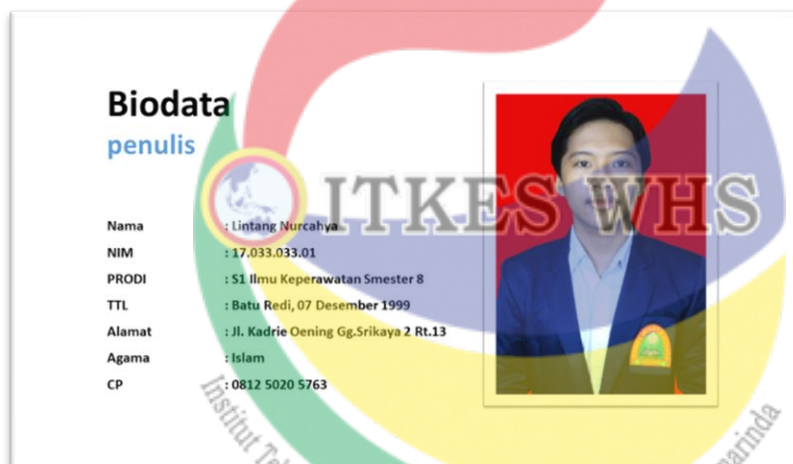 Biodata
penulis
ITKES WHS
Nama : Lintang Nurcahya
NIM : 17.033.033.01
PRODI : S1 Ilmu Keperawatan Smester 8
TTL : Batu Redi, 07 Desember 1999
Alamat : Jl. Kadrie Oening Gg.Srikaya 2 Rt.13
Agama : Islam
CP : 0812 5020 5763
Institut